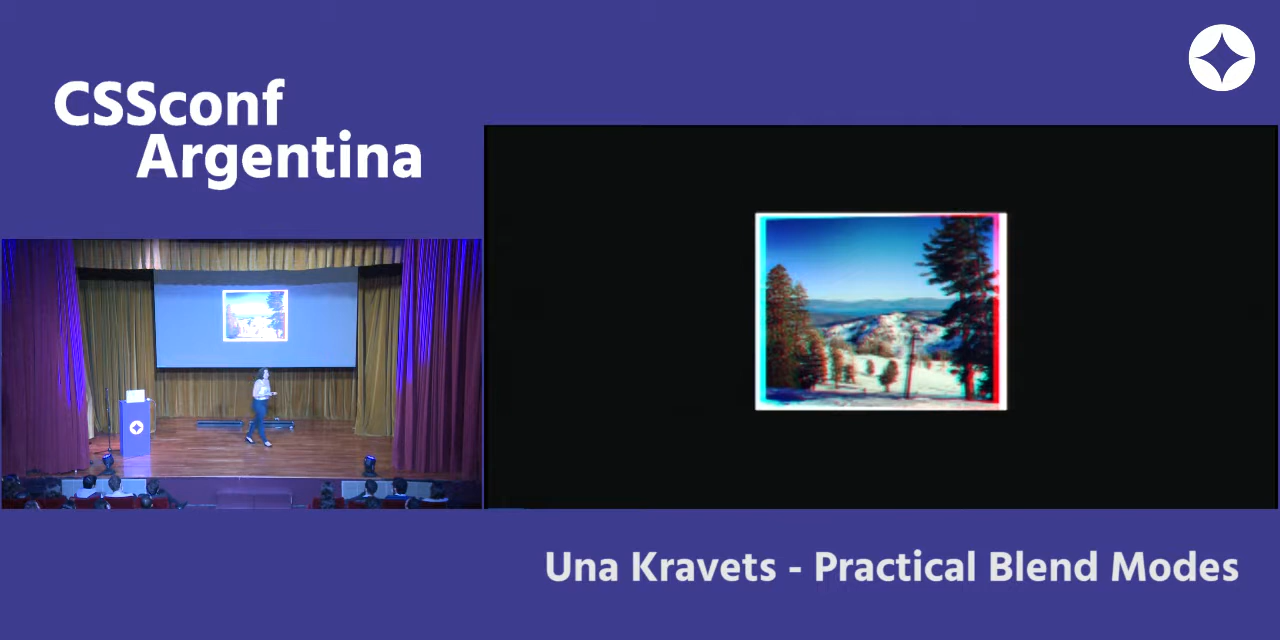 CSSconf
Argentina
Una Kravets - Practical Blend Modes